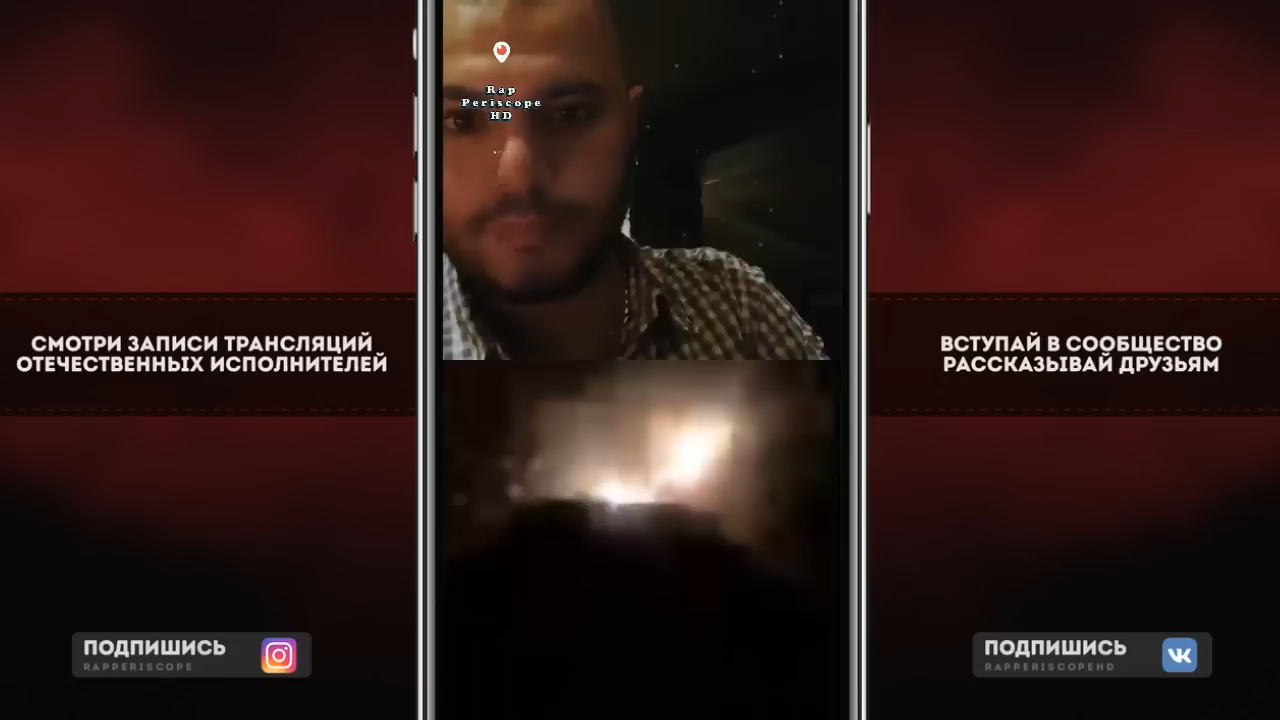 Rap
Periscope
HD
СМОТРИ ЗАПИСИ ТРАНСЛЯЦИЙ
ОТЕЧЕСТВЕННЫХ ИСПОЛНИТЕЛЕЙ
ВСТУПАЙ В СООБЩЕСТВО
РАССКАЗЫВАЙ ДРУЗЬЯМ
ПОДПИШИСЬ
RAPPERISCOPE
ПОДПИШИСЬ
RAPPERISCOPEHD